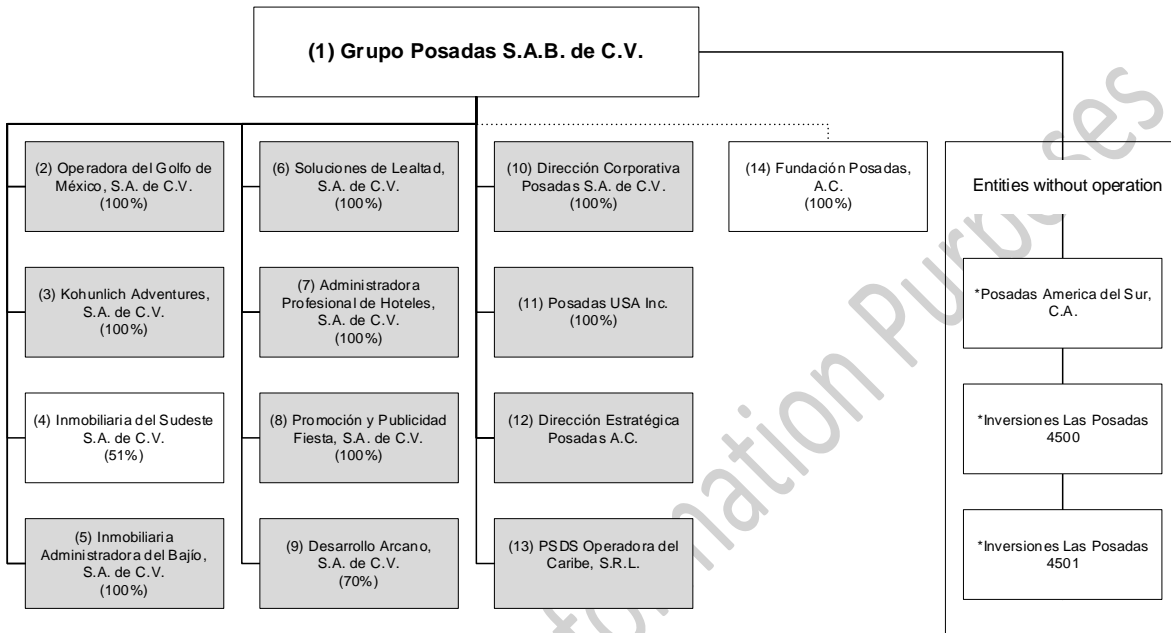 (1) Grupo Posadas S.A.B. de C.V.
(2) Operadora del Golfo de
México, S.A. de C.V.
(100%)
(3) Kohunlich Adventures,
S.A. de C.V.
(100%)
(4) Inmobiliaria del Sudeste
S.A. de C.V.
(51%)
(5) Inmobiliaria
Administradora del Bajío,
S.A. de C.V.
(100%)
(6) Soluciones de Lealtad,
S.A. de C.V.
(100%)
(7) Administradora
Profesional de Hoteles,
S.A. de C.V.
(100%)
(8) Promoción y Publicidad
Fiesta, S.A. de C.V.
(100%)
(9) Desarrollo Arcano,
S.A. de C.V.
(70%)
(10) Dirección Corporativa
Posadas S.A. de C.V.
(100%)
(11) Posadas USA Inc.
(100%)
(12) Dirección Estratégica
Posadas A.C.
(13) PSDS Operadora del
Caribe, S.R.L.
(14) Fundación Posadas,
A.C.
(100%)
Entities without operation
*Posadas America del Sur,
C.A.
*Inversiones Las Posadas
4500
*Inversiones Las Posadas
4501